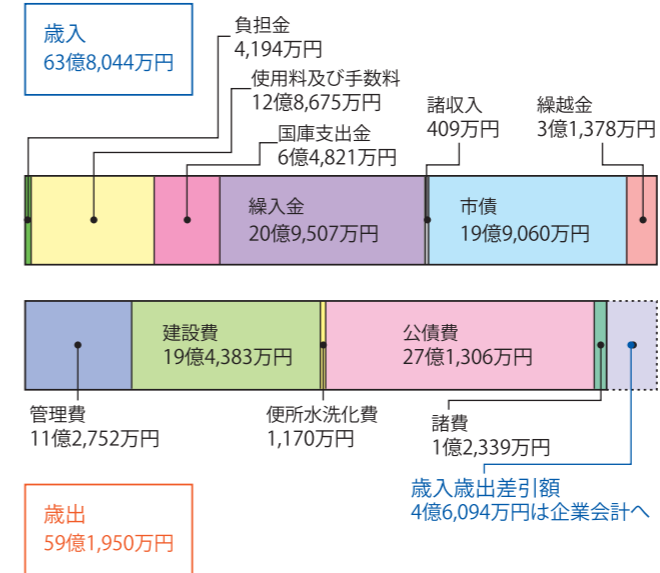 歳入
63億8,044万円
負担金
4,194万円
使用料及び手数料
12億8,675万円
国庫支出金
6億4,821万円
諸収入
409万円
繰越金
3億1,378万円
繰入金
20億9,507万円
市債
19億9,060万円
建設費
19億4,383万円
公債費
27億1,306万円
管理費
11億2,752万円
便所水洗化費
1,170万円
諸費
1億2,339万円
歳入歳出差引額
4億6,094万円は企業会計へ
歳出
59億1,950万円